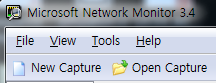 Microsoft Network Monitor 3.4
File View Tools Help
New Capture Open Capture